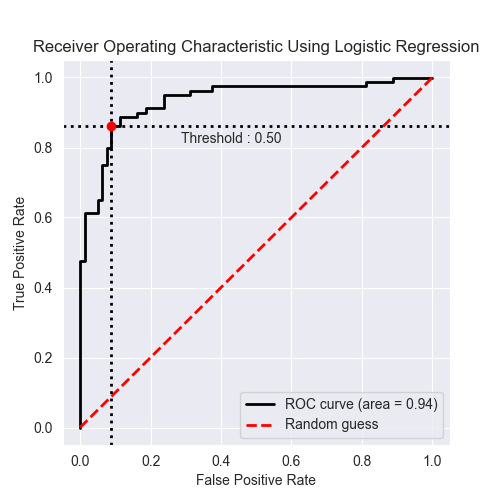 Receiver Operating Characteristic Using Logistic Regression
1.0
0.8
0.6
0.4
0.2
0.0
True Positive Rate
Threshold : 0.50
ROC curve (area = 0.94)
Random guess
0.0 0.2 0.4 0.6 0.8 1.0
False Positive Rate